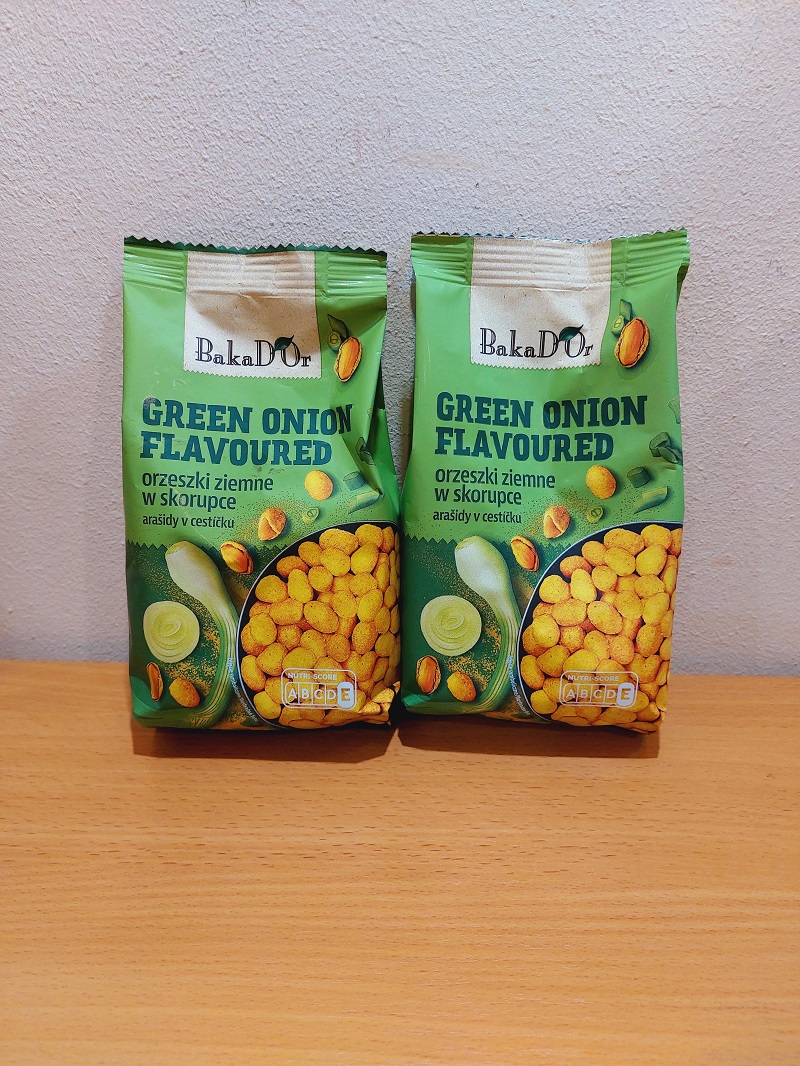 BakaD'Or
GREEN ONION
FLAVOURED
orzeszki ziemne
w skorupce
arašidy v cestíčku
NUTRI-SCORE
A B C D E
BakaD'Or
GREEN ONION
FLAVOURED
orzeszki ziemne
w skorupce
arašidy v cestíčku
NUTRI-SCORE
A B C D E